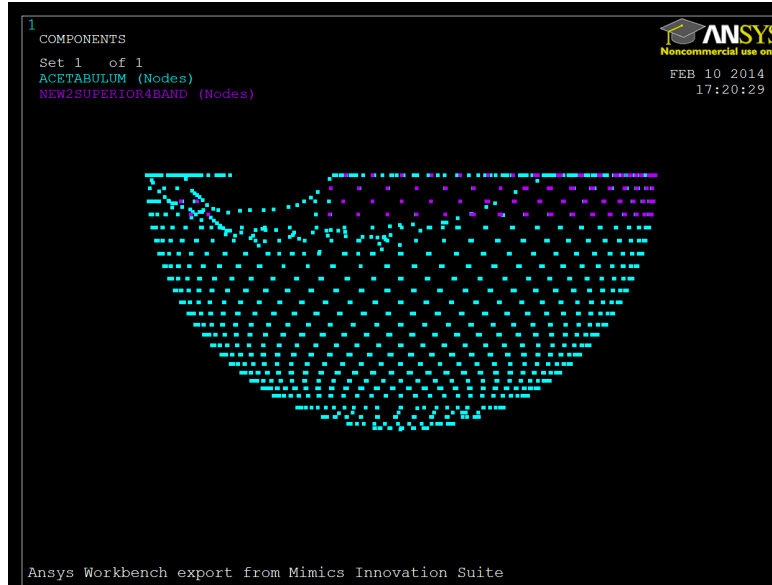 1
COMPONENTS
Set 1 of 1
ACETABULUM (Nodes)
NEW2SUPERIOR4BAND (Nodes)
ANSYS
Noncommercial use on
FEB 10 2014
17:20:29
Ansys Workbench export from Mimics Innovation Suite